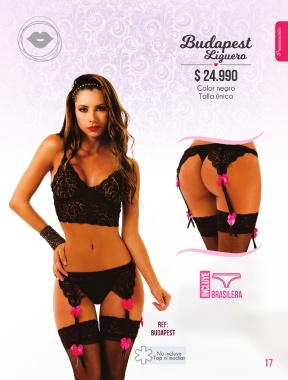 Budapest
Liguero
$ 24.990
Color negro
Talla única
INCLUYE
BRASILERA
REF:
BUDAPEST
No incluye
Top ni medias
17